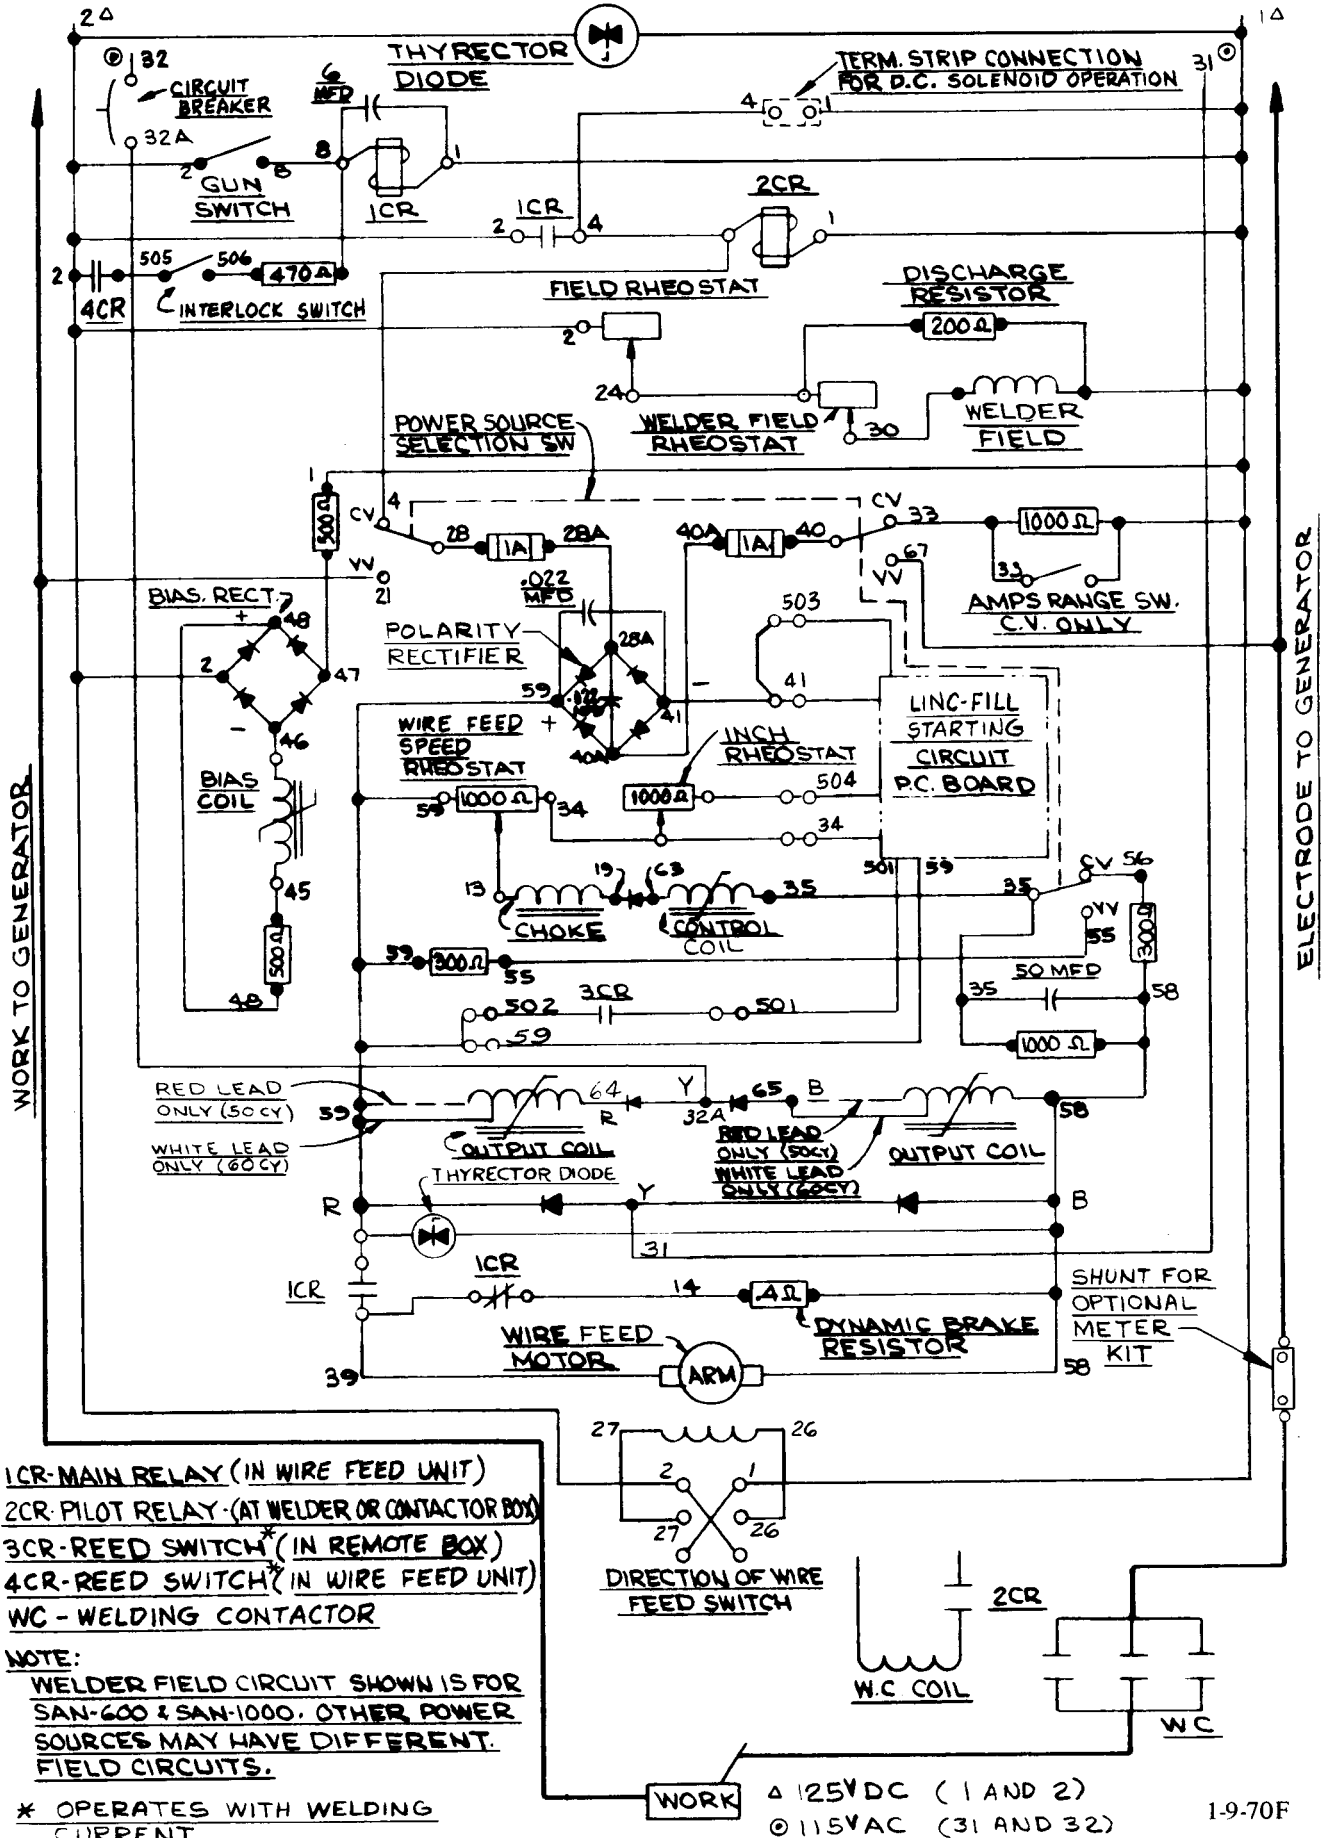 2 Δ
1 Δ
THYRECTOR
DIODE
TERM. STRIP CONNECTION
FOR D.C. SOLENOID OPERATION
31
32
CIRCUIT
BREAKER
32A
6
MFD
4
1
2
8
GUN
SWITCH
8
1
1CR
2CR
1CR
2
4
1
2
505
506
470Ω
4CR
INTERLOCK SWITCH
FIELD RHEOSTAT
DISCHARGE
RESISTOR
200Ω
2
24
WELDER FIELD
RHEOSTAT
30
WELDER
FIELD
POWER SOURCE
SELECTION SW
1
500Ω
CV
4
28
1A
28A
40A
1A
40
CV
33
1000Ω
VV
21
67
VV
33
AMPS RANGE SW.
C.V. ONLY
.022
MFD
BIAS. RECT.
+
48
2
47
-
46
POLARITY
RECTIFIER
28A
503
59
.022
MFD
41
-
41
+
40A
LINC-FILL
STARTING
CIRCUIT
P.C. BOARD
WIRE FEED
SPEED
RHEOSTAT
INCH
RHEOSTAT
59
1000Ω
34
1000Ω
504
34
BIAS
COIL
45
500Ω
48
501
59
13
CHOKE
19
63
CONTROL
COIL
35
35
CV
56
VV
55
300Ω
59
300Ω
55
50 MFD
35
58
502
3CR
501
59
1000 Ω
RED LEAD
ONLY (50CY)
WHITE LEAD
ONLY (60CY)
59
64
R
Y
32A
65
B
58
OUTPUT COIL
RED LEAD
ONLY (50CY)
WHITE LEAD
ONLY (60CY)
OUTPUT COIL
THYRECTOR DIODE
R
Y
B
31
1CR
1CR
14
.4Ω
DYNAMIC BRAKE
RESISTOR
WIRE FEED
MOTOR
ARM
39
58
SHUNT FOR
OPTIONAL
METER
KIT
WORK TO GENERATOR
ELECTRODE TO GENERATOR
27
26
2
1
27
26
DIRECTION OF WIRE
FEED SWITCH
1CR-MAIN RELAY (IN WIRE FEED UNIT)
2CR-PILOT RELAY-(AT WELDER OR CONTACTOR BOX)
3CR-REED SWITCH* (IN REMOTE BOX)
4CR-REED SWITCH* (IN WIRE FEED UNIT)
WC - WELDING CONTACTOR
NOTE:
WELDER FIELD CIRCUIT SHOWN IS FOR
SAN-600 & SAN-1000. OTHER POWER
SOURCES MAY HAVE DIFFERENT
FIELD CIRCUITS.
* OPERATES WITH WELDING
CURRENT
2CR
W.C COIL
WC
WORK
Δ 125V DC (1 AND 2)
⊙ 115VAC (31 AND 32)
1-9-70F